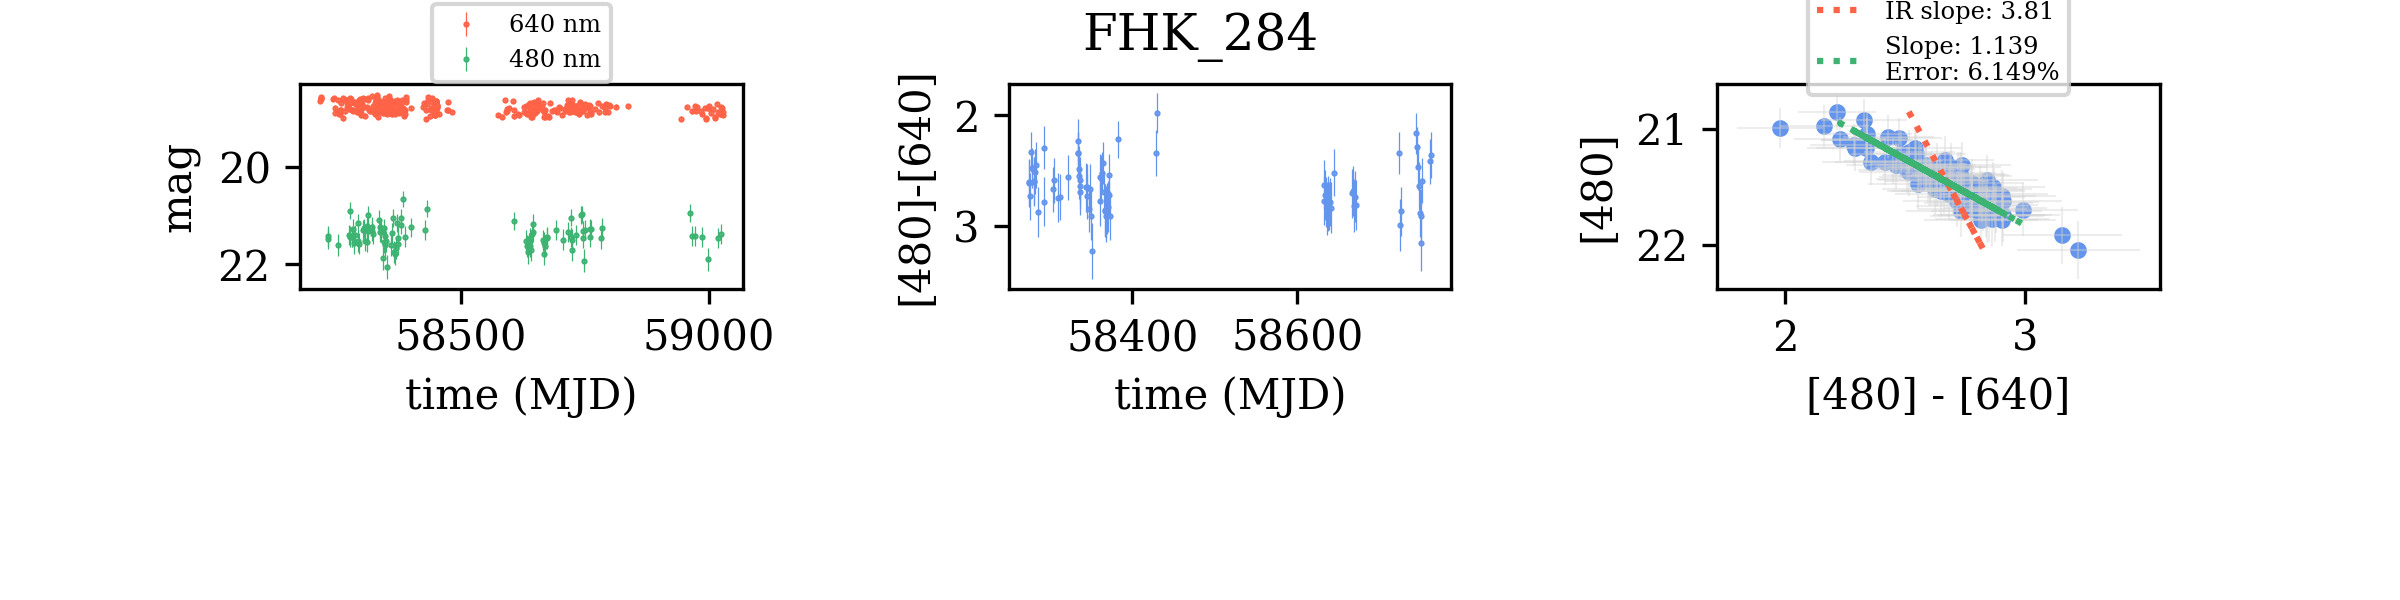 640 nm
480 nm
mag
20
22
58500
59000
time (MJD)
FHK_284
[480]-[640]
2
3
58400
58600
time (MJD)
IR slope: 3.81
Slope: 1.139
Error: 6.149%
[480]
21
22
2
3
[480] - [640]